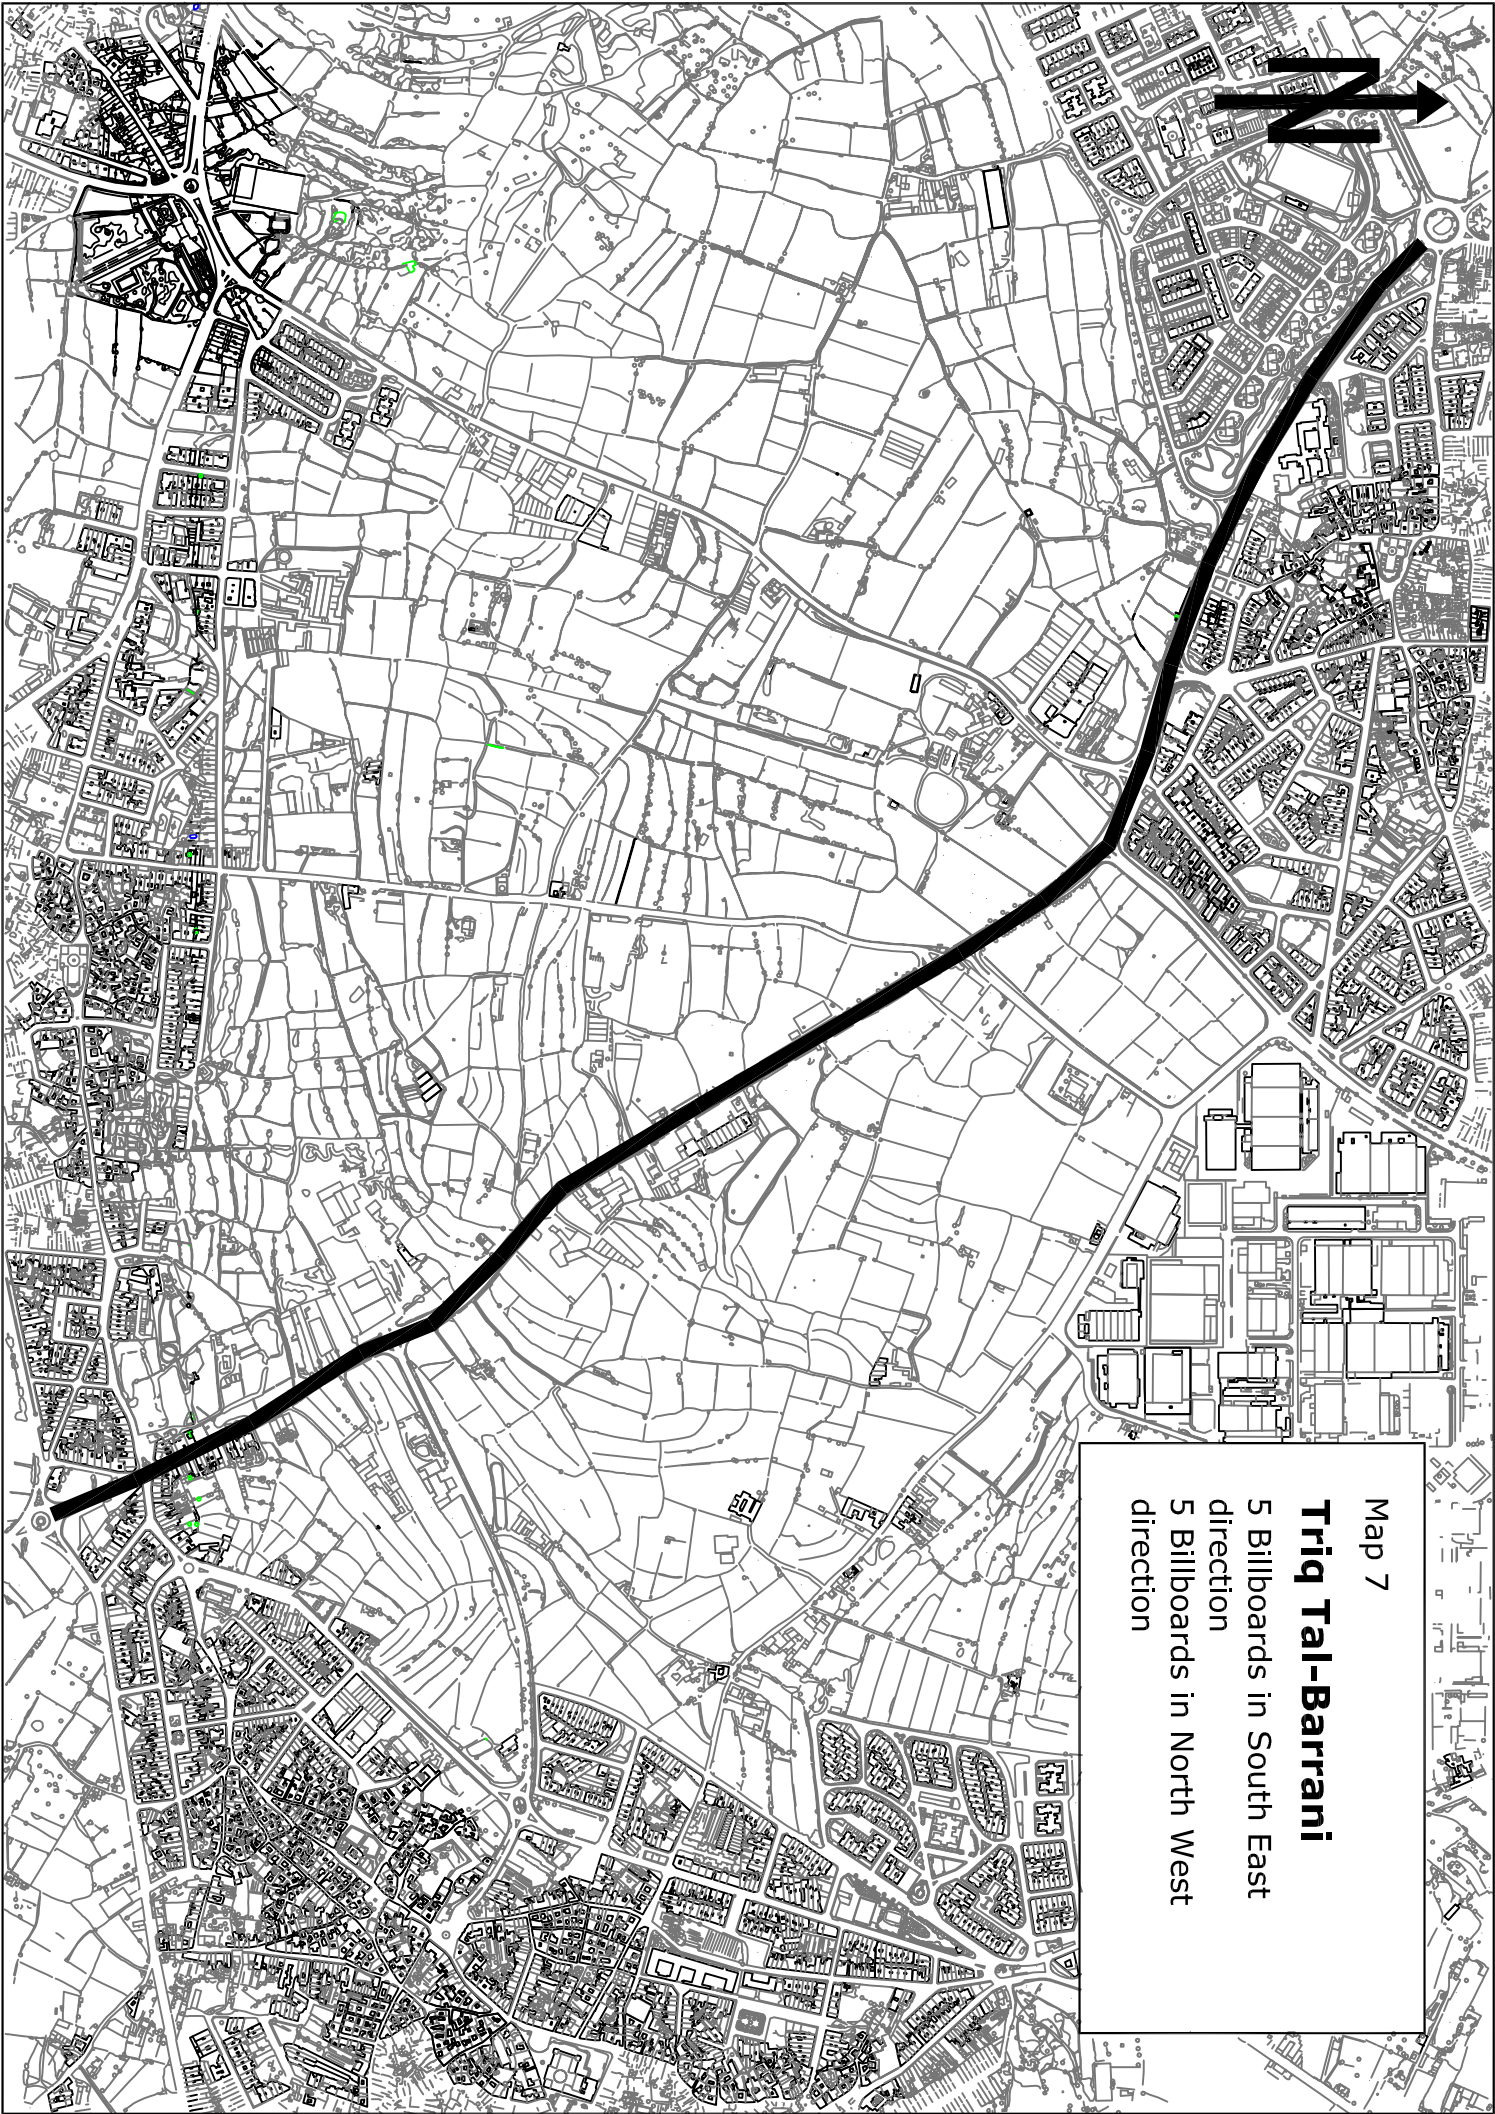 N
Map 7
Triq Tal-Barrani
5 Billboards in South East
direction
5 Billboards in North West
direction